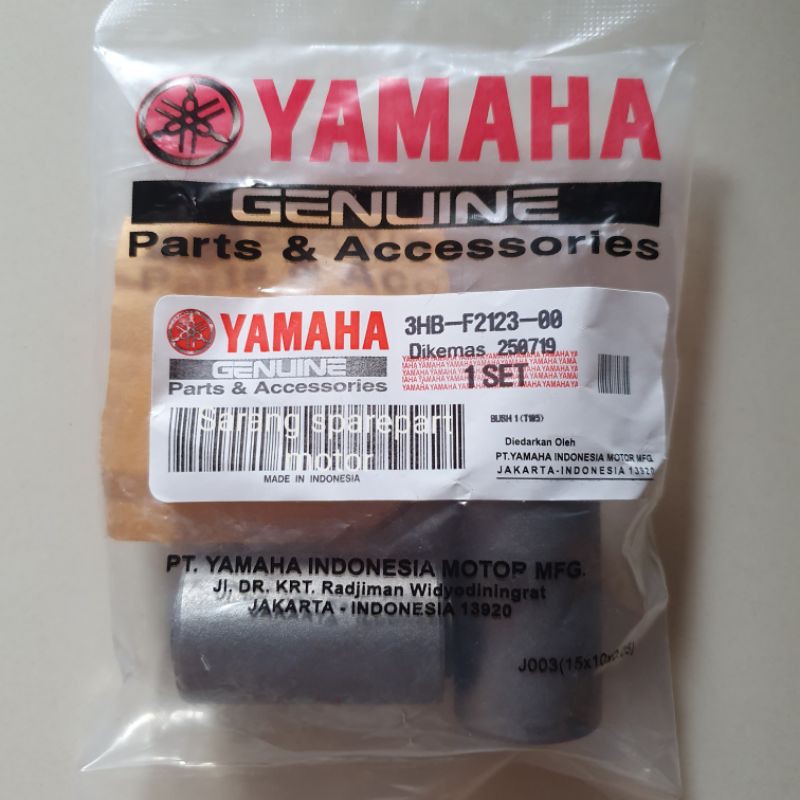 YAMAHA
GENUINE
Parts & Accessories
YAMAHA
GENUINE
Parts & Accessories
3HB-F2123-00
Dikemas 250719
1 SET
BUSH 1(T105)
Sarang sparepart
motor
MADE IN INDONESIA
Diedarkan Oleh
PT.YAMAHA INDONESIA MOTOR MFG.
JAKARTA-INDONESIA 13920
PT. YAMAHA INDONESIA MOTOR MFG.
Jl. DR. KRT. Radjiman Widyodiningrat
JAKARTA - INDONESIA 13920